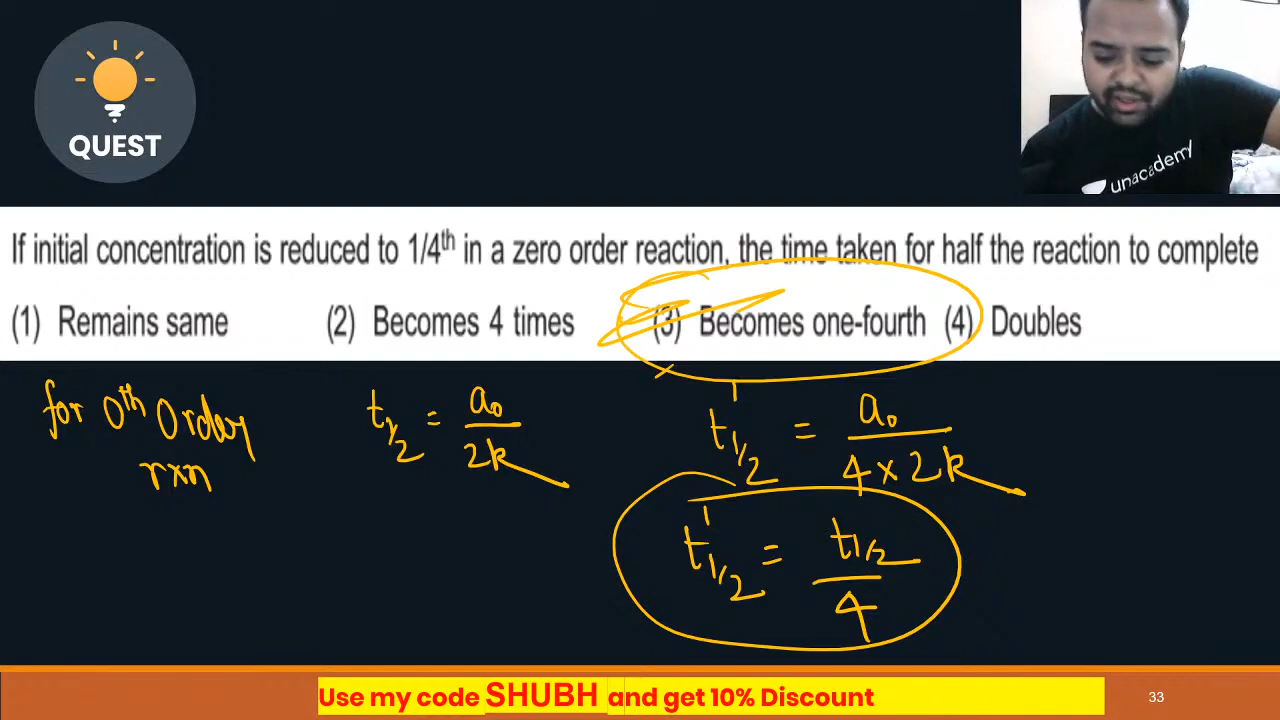 QUEST
unacademy
If initial concentration is reduced to 1/4th in a zero order reaction, the time taken for half the reaction to complete
(1) Remains same (2) Becomes 4 times (3) Becomes one-fourth (4) Doubles
for 0th Order rxn
t1/2 = a0/2k
t'1/2 = a0/4×2k
t'1/2 = t1/2/4
Use my code SHUBH and get 10% Discount
33